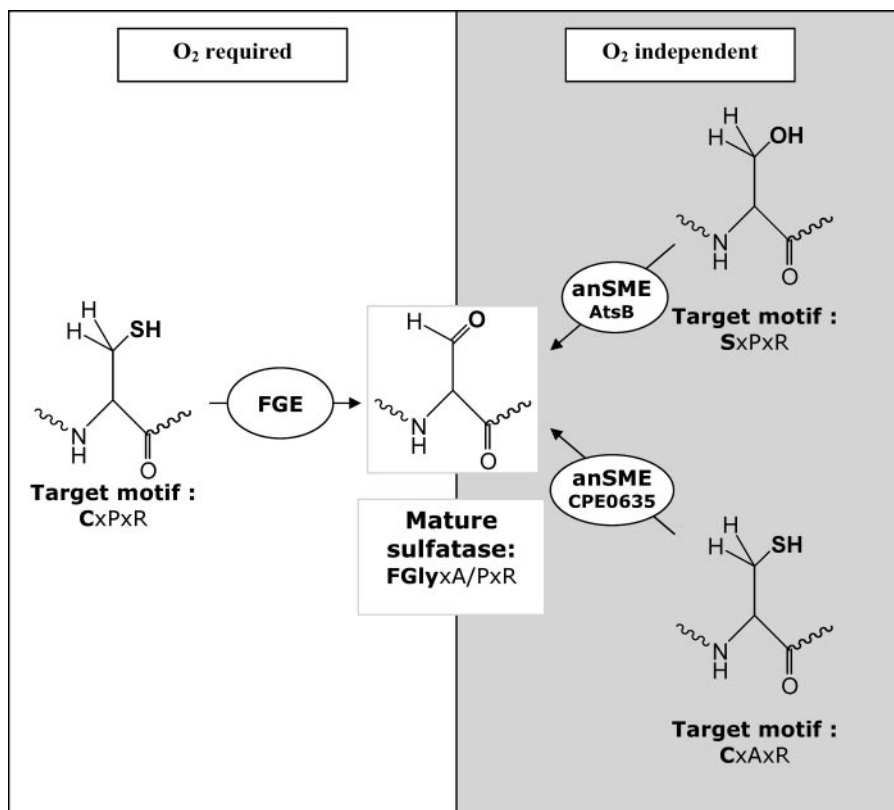 O₂ required
O₂ independent
H
H
OH
N
H
O
anSME
AtsB
Target motif :
SxPxR
H
H
SH
N
H
O
Target motif :
CxPxR
FGE
H
O
N
H
O
Mature
sulfatase:
FGlyxA/PxR
anSME
CPE0635
H
H
SH
N
H
O
Target motif :
CxAxR